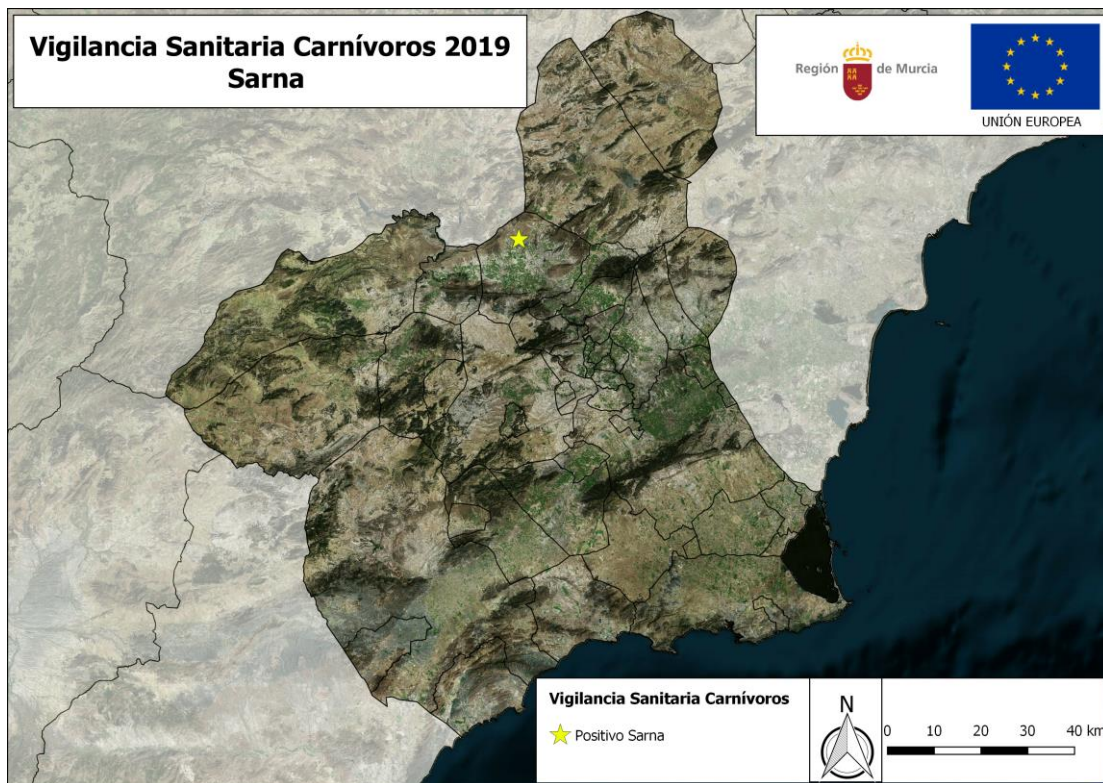 Vigilancia Sanitaria Carnívoros 2019
Sarna
Región de Murcia
UNIÓN EUROPEA
Vigilancia Sanitaria Carnívoros
Positivo Sarna
N
0 10 20 30 40 km